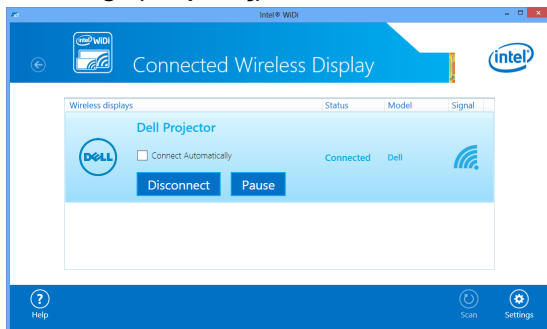 Intel® WiDi
intel WiDi
Connected Wireless Display
intel
Wireless displays Status Model Signal
Dell Projector
DELL
Connect Automatically
Connected Dell
Disconnect Pause
? Help
Scan Settings